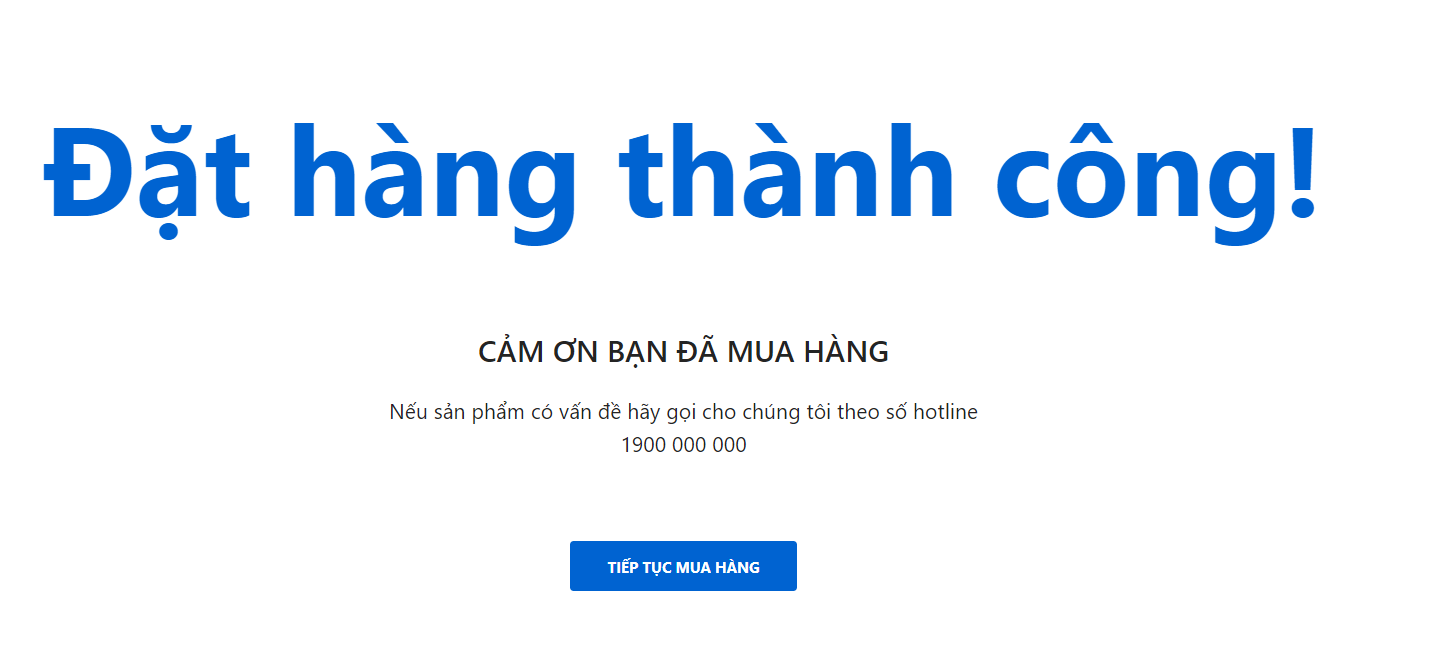 Đặt hàng thành công!
CẢM ƠN BẠN ĐÃ MUA HÀNG
Nếu sản phẩm có vấn đề hãy gọi cho chúng tôi theo số hotline
1900 000 000
TIẾP TỤC MUA HÀNG